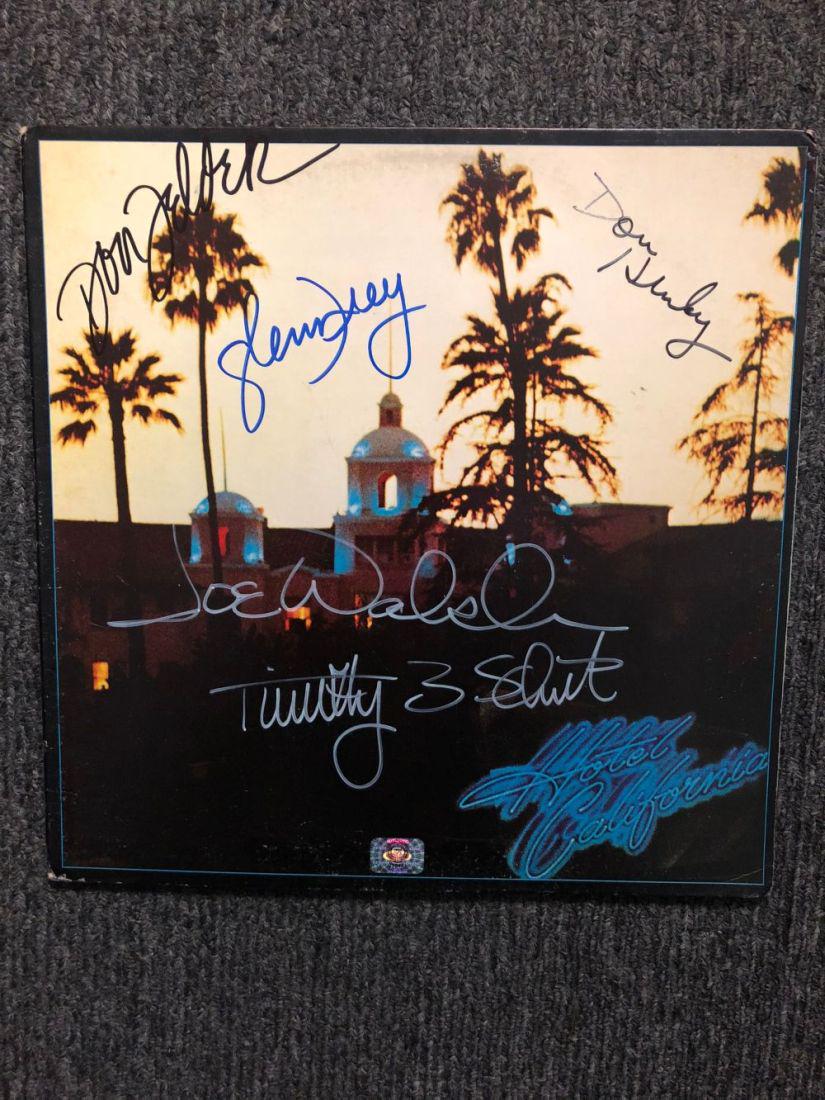 Don Felder
Don Henley
Glenn Frey
Joe Walsh
Timothy B Schmit
Hotel
California